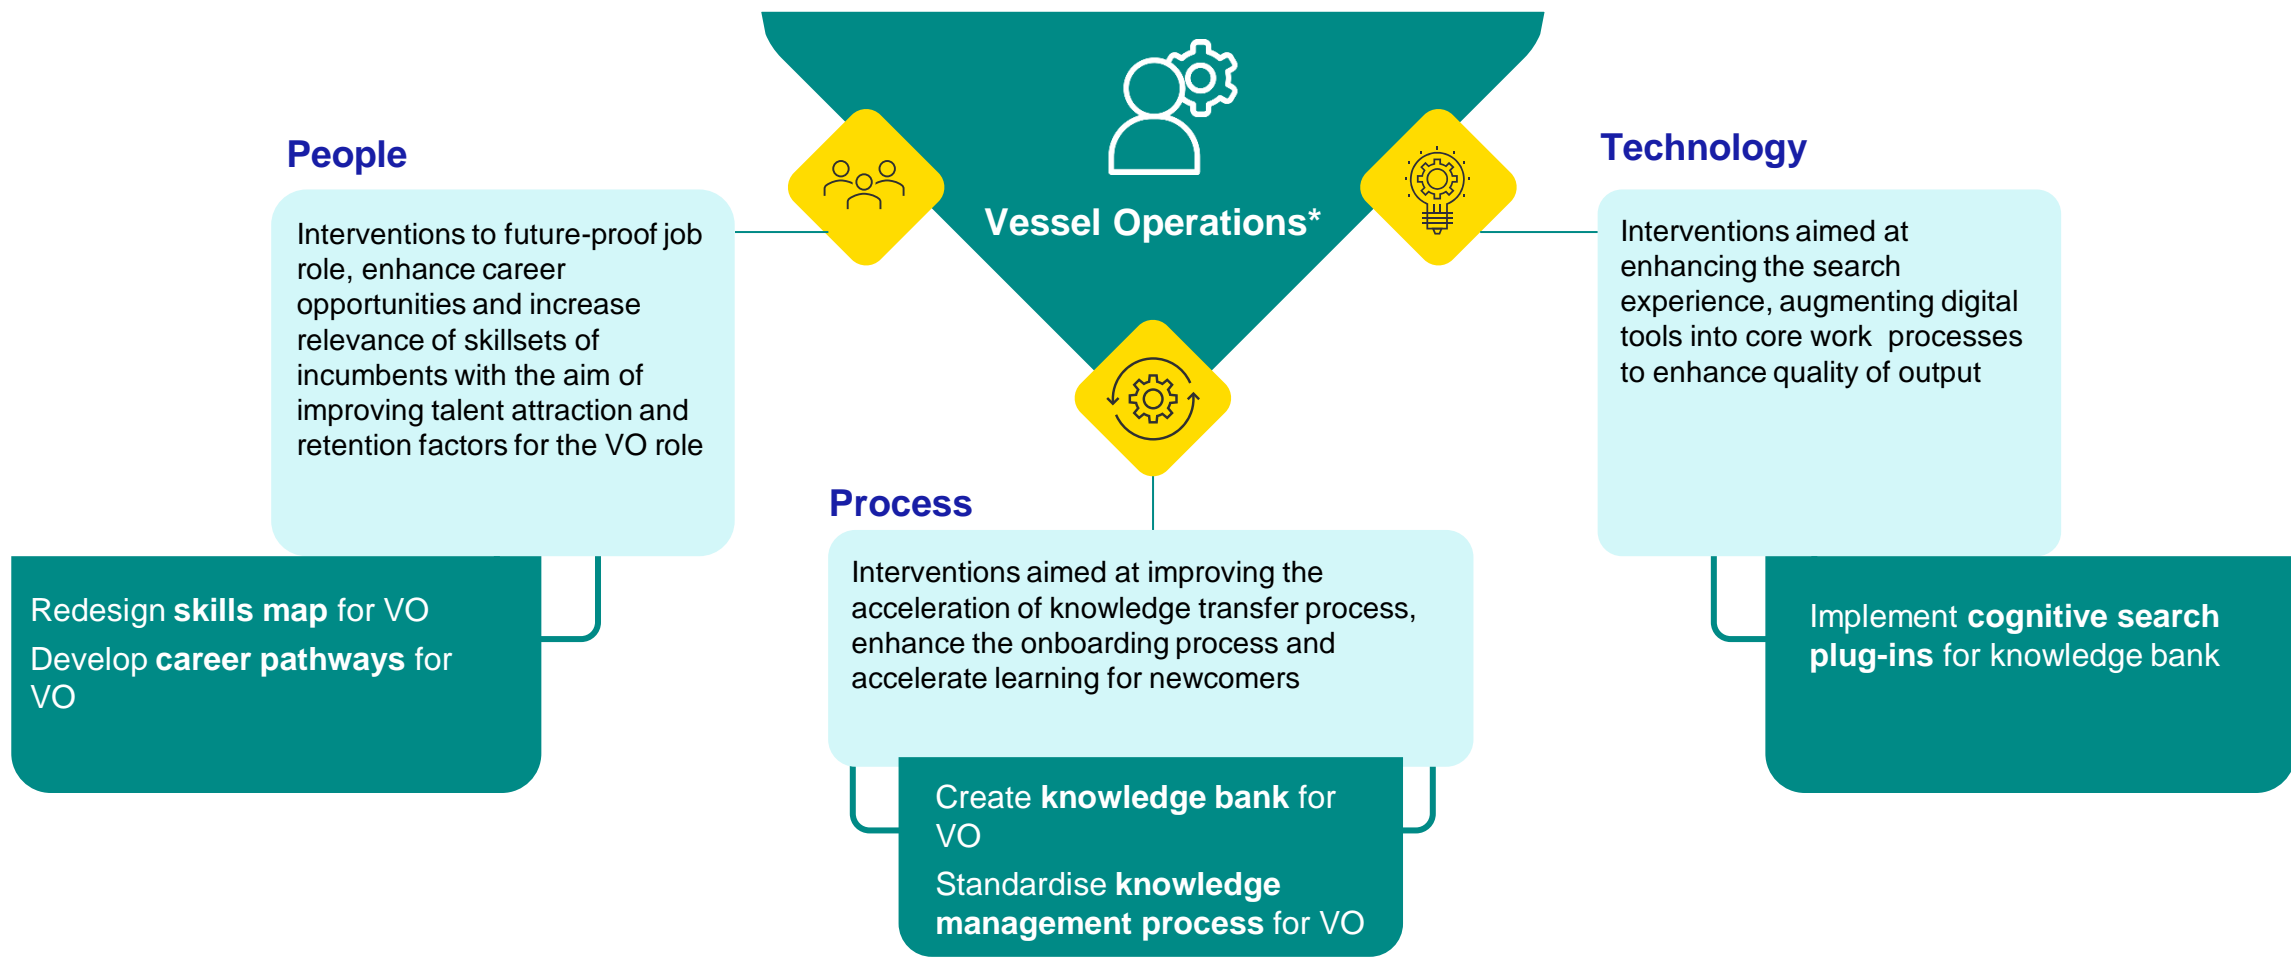 Vessel Operations*
People
Interventions to future-proof job
role, enhance career
opportunities and increase
relevance of skillsets of
incumbents with the aim of
improving talent attraction and
retention factors for the VO role
Redesign skills map for VO
Develop career pathways for
VO
Process
Interventions aimed at improving the
acceleration of knowledge transfer process,
enhance the onboarding process and
accelerate learning for newcomers
Create knowledge bank for
VO
Standardise knowledge
management process for VO
Technology
Interventions aimed at
enhancing the search
experience, augmenting digital
tools into core work processes
to enhance quality of output
Implement cognitive search
plug-ins for knowledge bank